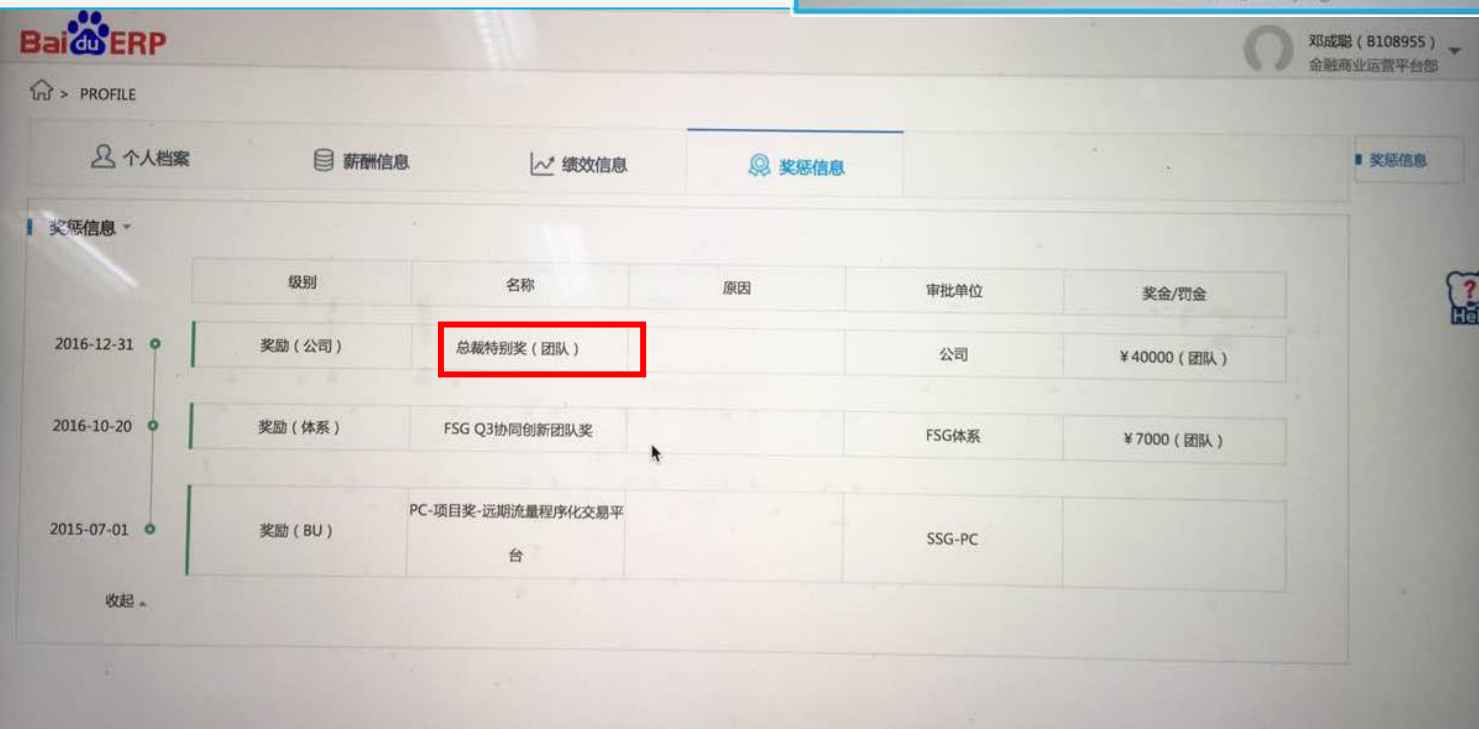 Bai du ERP
邓成聪（B108955）
金融商业运营平台部
> PROFILE
个人档案
薪酬信息
绩效信息
奖惩信息
奖惩信息
奖惩信息
级别
名称
原因
审批单位
奖金/罚金
2016-12-31
奖励（公司）
总裁特别奖（团队）
公司
￥40000（团队）
2016-10-20
奖励（体系）
FSG Q3协同创新团队奖
FSG体系
￥7000（团队）
2015-07-01
奖励（BU）
PC-项目奖-远期流量程序化交易平
台
SSG-PC
收起
?
Hel